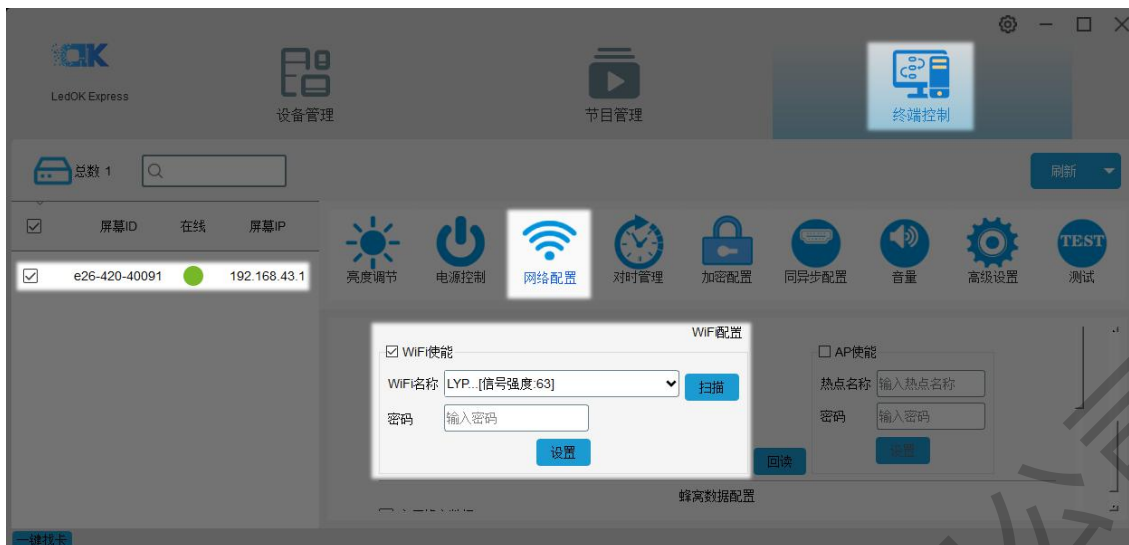 LedOK Express
设备管理
节目管理
终端控制
总数 1
刷新
屏幕ID 在线 屏幕IP
e26-420-40091 192.168.43.1
亮度调节 电源控制 网络配置 对时管理 加密配置 同异步配置 音量 高级设置 测试
TEST
WiFi配置
WiFi使能
WiFi名称 LYP...[信号强度:63] 扫描
密码 输入密码
设置
AP使能
热点名称 输入热点名称
密码 输入密码
设置
回读
蜂窝数据配置
一键找卡